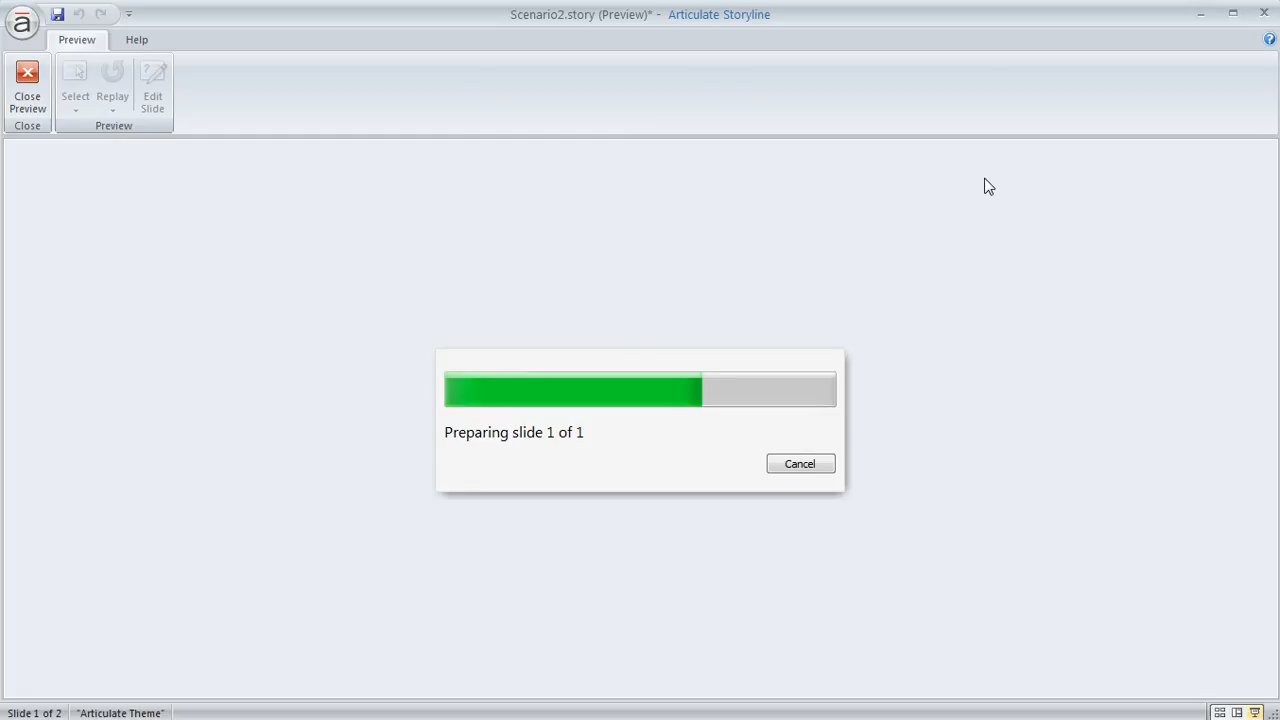 Scenario2.story (Preview)* - Articulate Storyline
Preview Help
Close Preview
Select
Replay
Edit Slide
Close
Preview
Preparing slide 1 of 1
Cancel
Slide 1 of 2 "Articulate Theme"